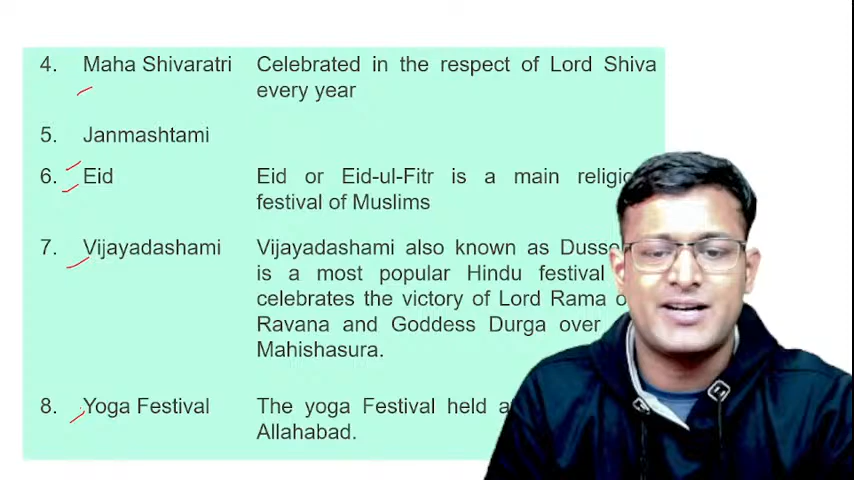 4. Maha Shivaratri Celebrated in the respect of Lord Shiva
every year
5. Janmashtami
6. Eid Eid or Eid-ul-Fitr is a main
festival of Muslims
7. Vijayadashami Vijayadashami also known as
is a most popular Hindu festival
celebrates the victory of Lord Rama
Ravana and Goddess Durga over
Mahishasura.
8. Yoga Festival The yoga Festival held
Allahabad.